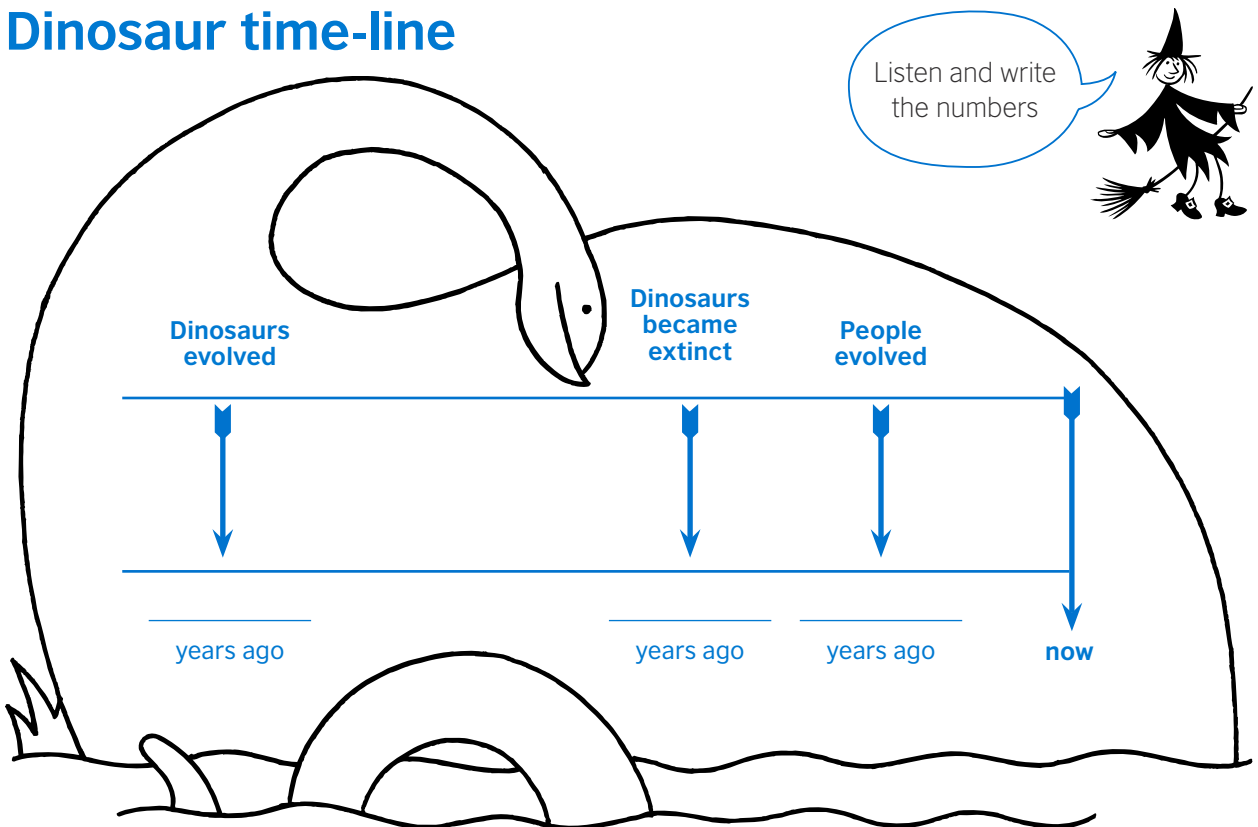 Dinosaur time-line
Listen and write
the numbers
Dinosaurs
evolved
Dinosaurs
became
extinct
People
evolved
years ago
years ago
years ago
now